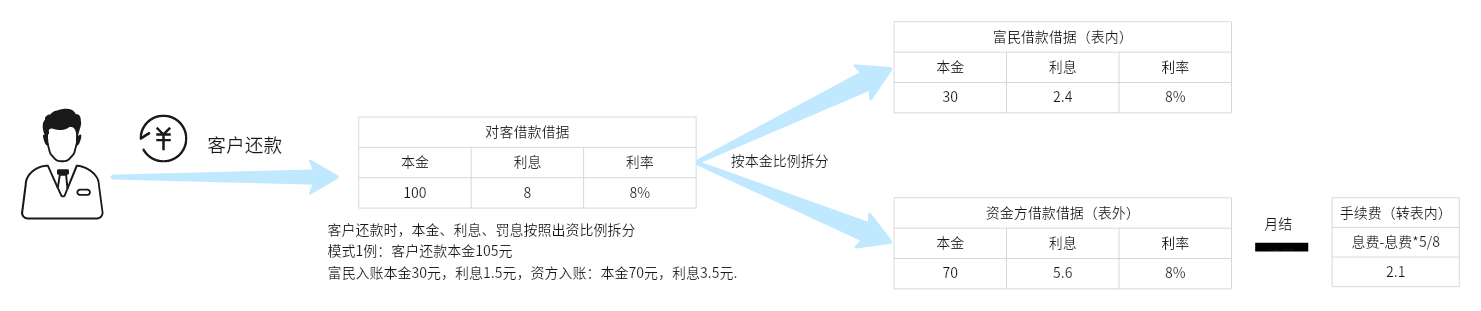 ¥
客户还款
对客借款借据
本金 利息 利率
100 8 8%
客户还款时，本金、利息、罚息按照出资比例拆分
模式1例：客户还款本金105元
富民入账本金30元，利息1.5元，资方入账：本金70元，利息3.5元.
按本金比例拆分
富民借款借据（表内）
本金 利息 利率
30 2.4 8%
资金方借款借据（表外）
本金 利息 利率
70 5.6 8%
月结
手续费（转表内）
息费-息费*5/8
2.1